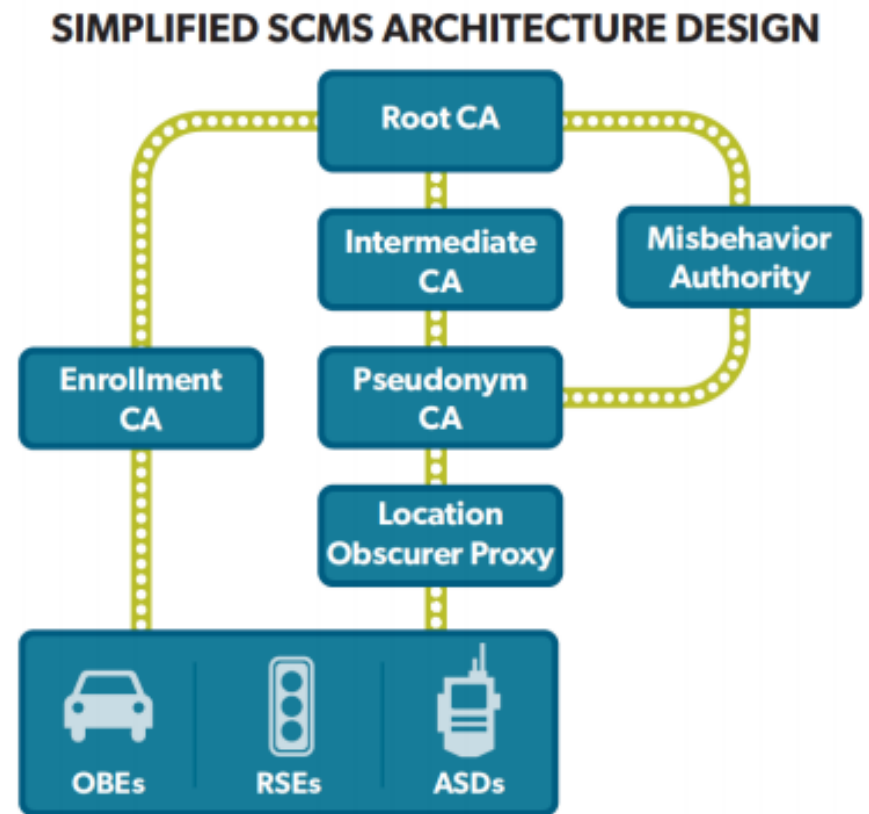 SIMPLIFIED SCMS ARCHITECTURE DESIGN
Root CA
Intermediate
CA
Misbehavior
Authority
Enrollment
CA
Pseudonym
CA
Location
Obscurer Proxy
OBEs
RSEs
ASDs